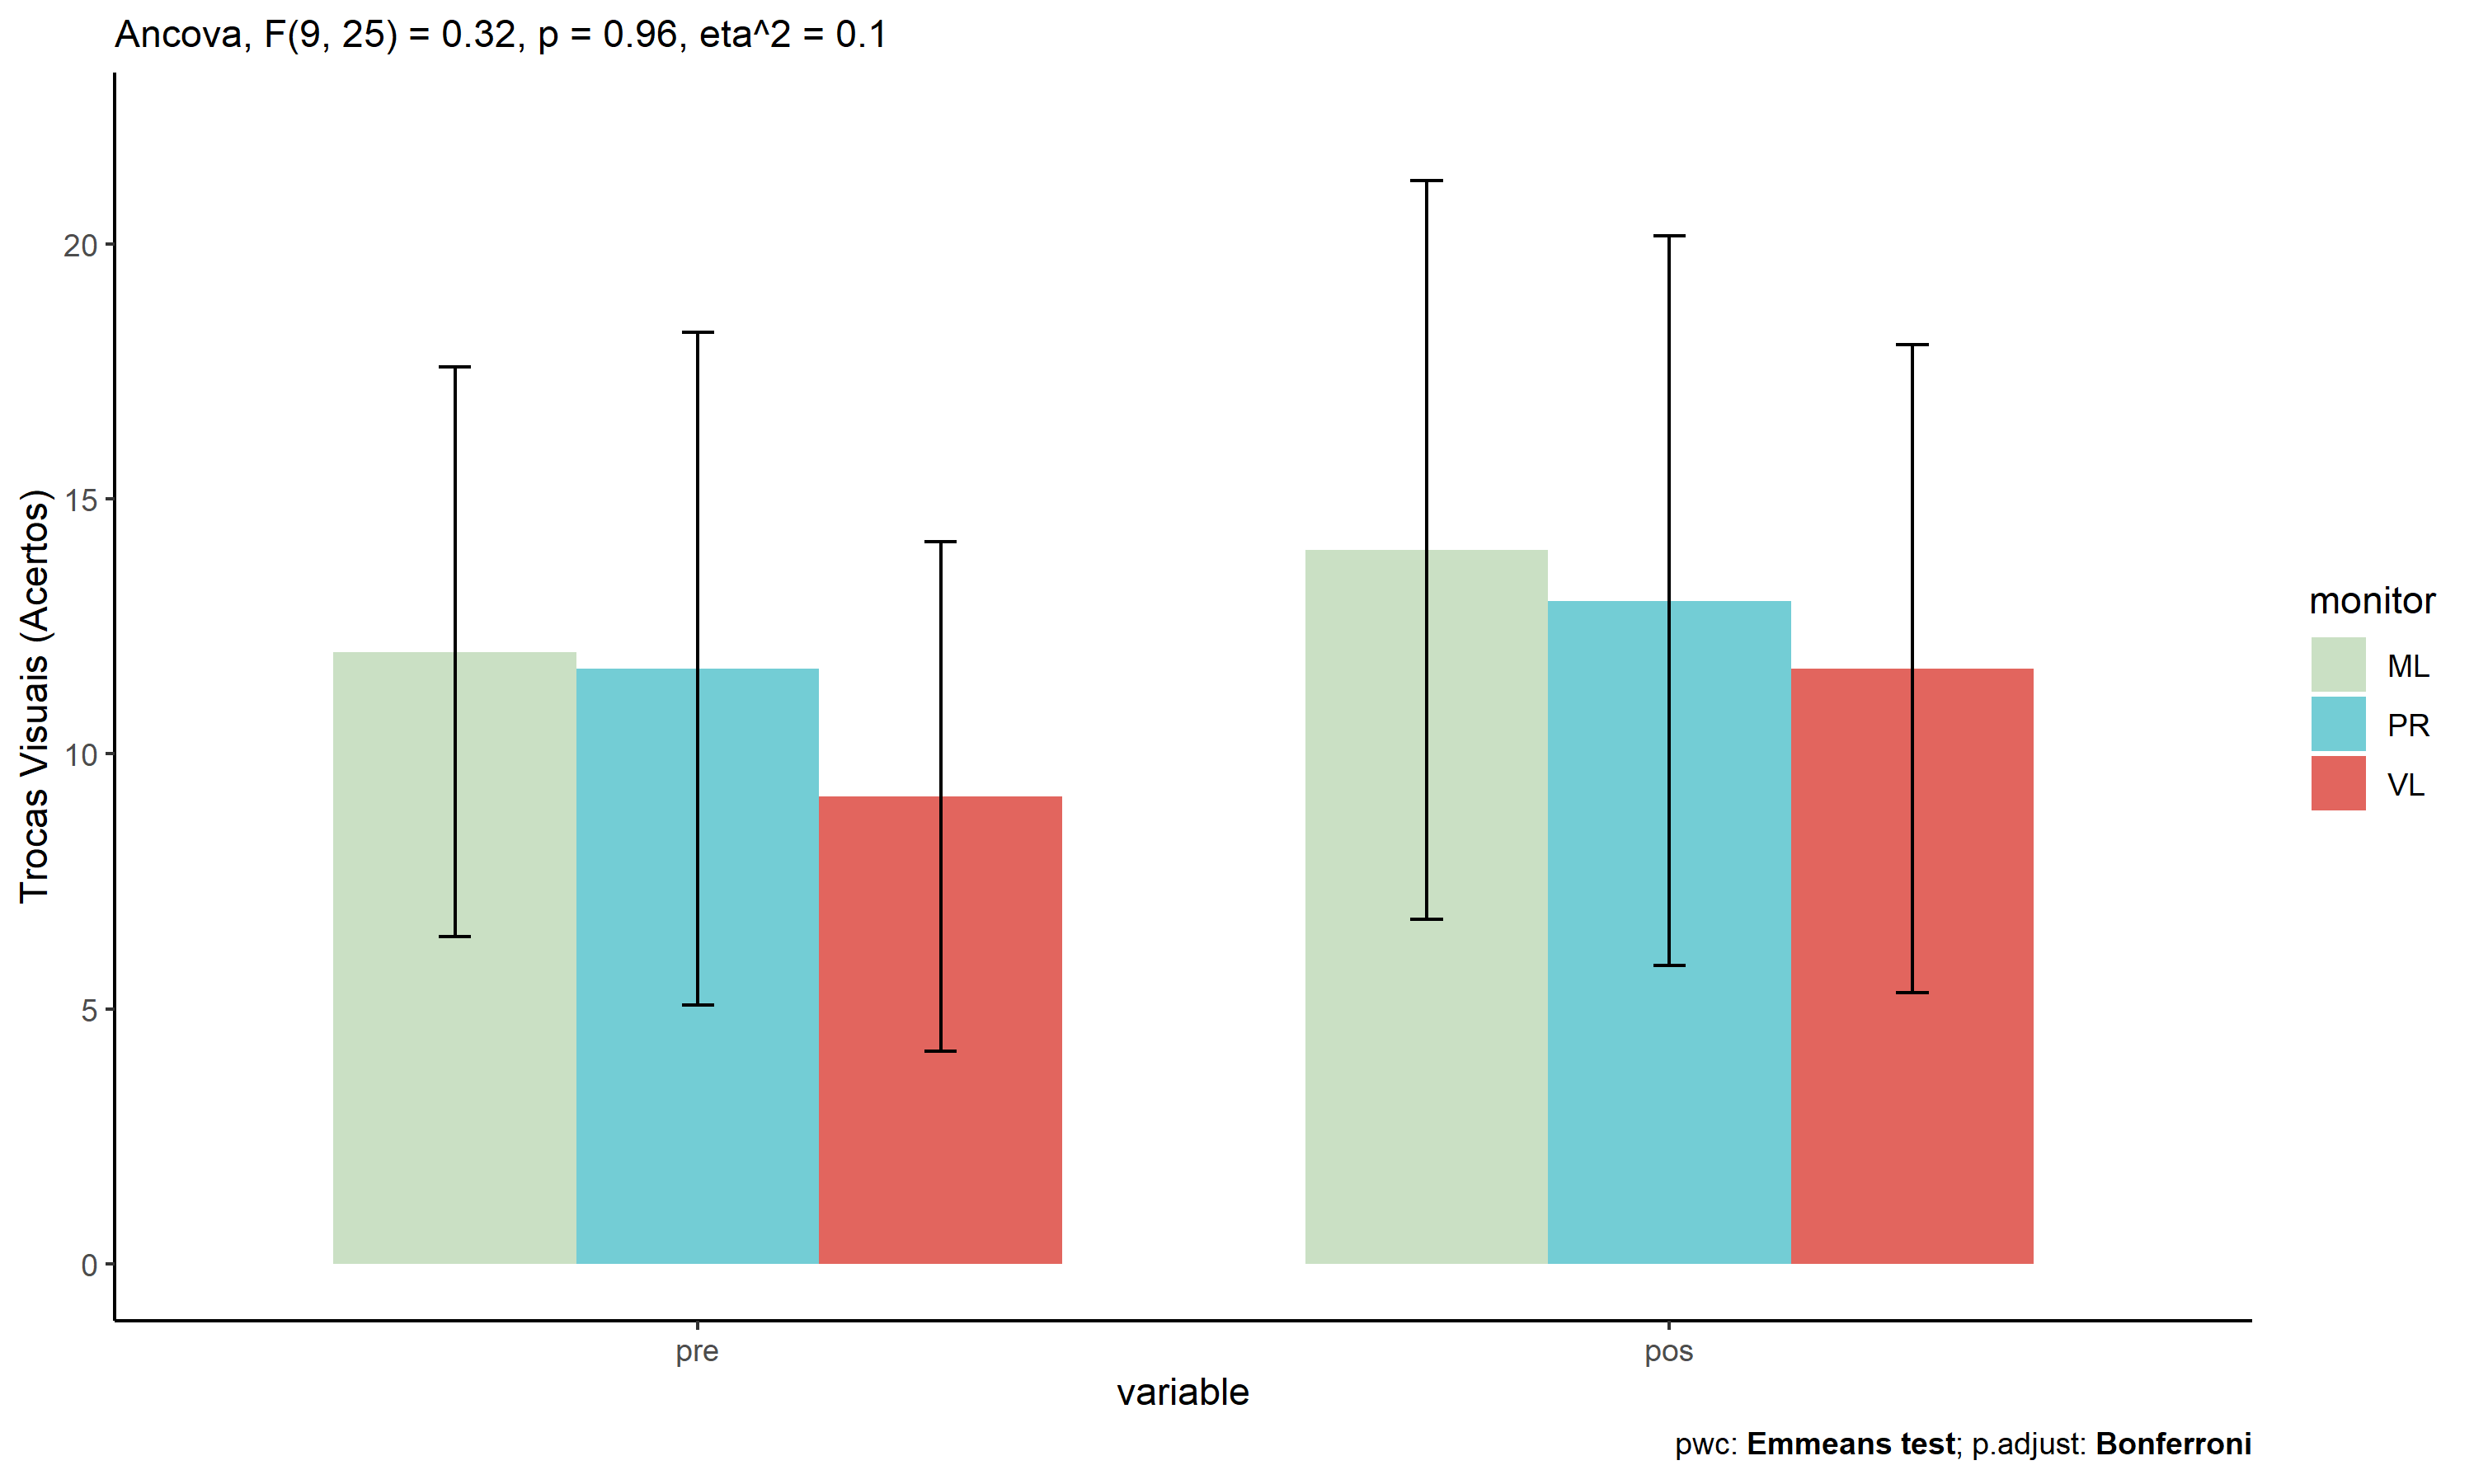 Ancova, F(9, 25) = 0.32, p = 0.96, eta^2 = 0.1
Trocas Visuais (Acertos)
20
15
10
5
0
pre
pos
variable
monitor
ML
PR
VL
pwc: Emmeans test; p.adjust: Bonferroni